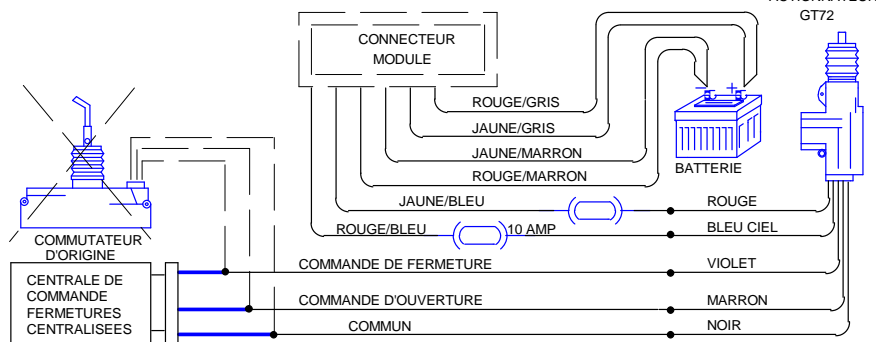 GT72
CONNECTEUR
MODULE
ROUGE/GRIS
JAUNE/GRIS
JAUNE/MARRON
ROUGE/MARRON
- +
BATTERIE
JAUNE/BLEU
ROUGE
ROUGE/BLEU
10 AMP
BLEU CIEL
COMMUTATEUR
D'ORIGINE
COMMANDE DE FERMETURE
VIOLET
CENTRALE DE
COMMANDE
FERMETURES
CENTRALISEES
COMMANDE D'OUVERTURE
MARRON
COMMUN
NOIR